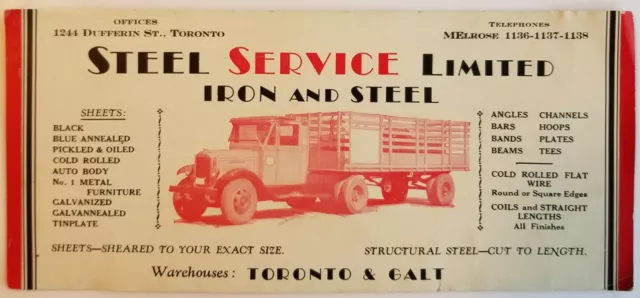 OFFICES
1244 DUFFERIN ST., TORONTO
TELEPHONES
MELROSE 1136-1137-1138
STEEL SERVICE LIMITED
IRON AND STEEL
SHEETS:
BLACK
BLUE ANNEALED
PICKLED & OILED
COLD ROLLED
AUTO BODY
No. 1 METAL
FURNITURE
GALVANIZED
GALVANNEALED
TINPLATE
ANGLES CHANNELS
BARS HOOPS
BANDS PLATES
BEAMS TEES
COLD ROLLED FLAT
WIRE
Round or Square Edges
COILS and STRAIGHT
LENGTHS
All Finishes
SHEETS—SHEARED TO YOUR EXACT SIZE.
STRUCTURAL STEEL—CUT TO LENGTH.
Warehouses: TORONTO & GALT